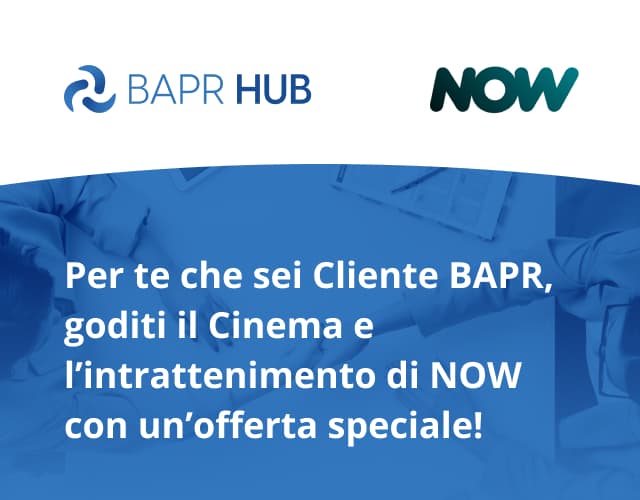 BAPR HUB
NOW
Per te che sei Cliente BAPR,
goditi il Cinema e
l’intrattenimento di NOW
con un’offerta speciale!